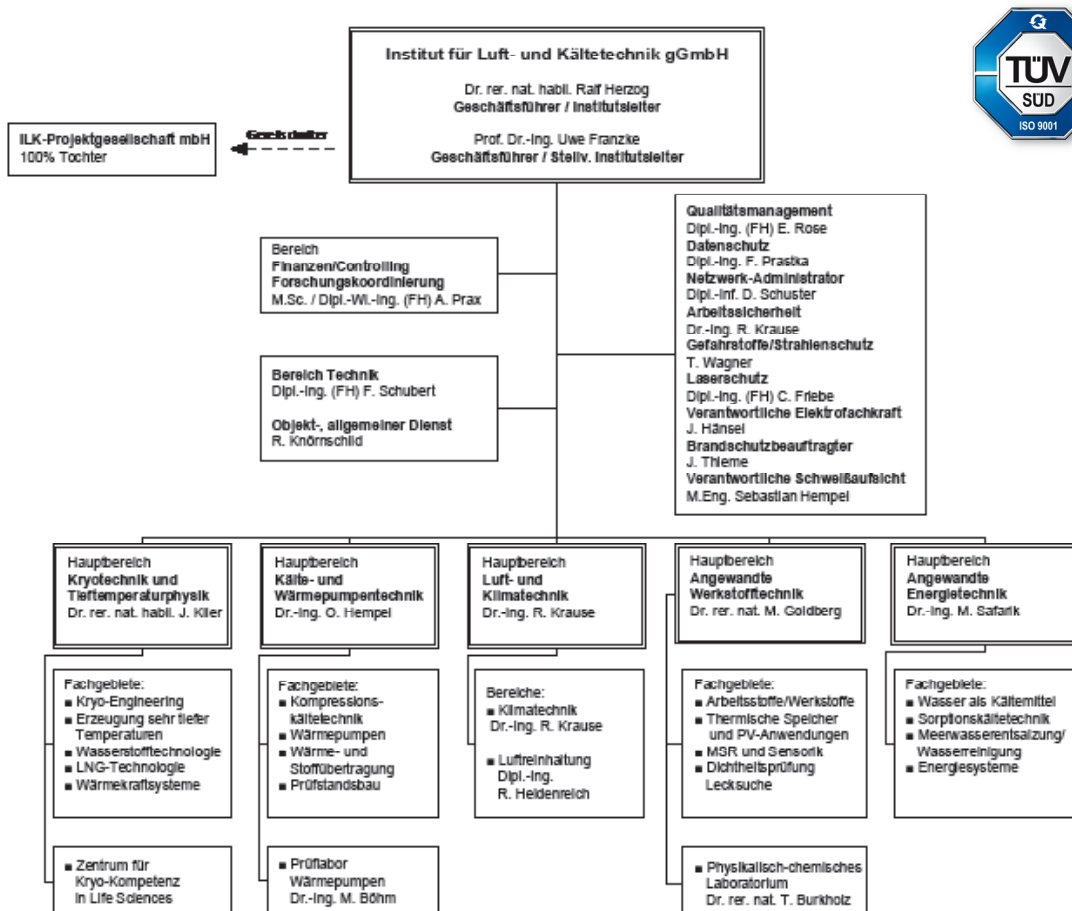 Institut für Luft- und Kältetechnik gGmbH
Dr. rer. nat. habil. Ralf Herzog
Geschäftsführer / Institutsleiter
Prof. Dr.-Ing. Uwe Franzke
Geschäftsführer / Stellv. Institutsleiter
TÜV
SÜD
ISO 9001
ILK-Projektgesellschaft mbH
100% Tochter
Gesellschafter
Bereich
Finanzen/Controlling
Forschungskoordinierung
M.Sc. / Dipl.-Wi.-Ing. (FH) A. Prax
Bereich Technik
Dipl.-Ing. (FH) F. Schubert
Objekt-, allgemeiner Dienst
R. Knörnschild
Qualitätsmanagement
Dipl.-Ing. (FH) E. Rose
Datenschutz
Dipl.-Ing. F. Prastka
Netzwerk-Administrator
Dipl.-Inf. D. Schuster
Arbeitssicherheit
Dr.-Ing. R. Krause
Gefahrstoffe/Strahlenschutz
T. Wagner
Laserschutz
Dipl.-Ing. (FH) C. Friebe
Verantwortliche Elektrofachkraft
J. Hänsel
Brandschutzbeauftragter
J. Thieme
Verantwortliche Schweißaufsicht
M.Eng. Sebastian Hempel
Hauptbereich
Kryotechnik und
Tieftemperaturphysik
Dr. rer. nat. habil. J. Klier
Fachgebiete:
■ Kryo-Engineering
■ Erzeugung sehr tiefer
Temperaturen
■ Wasserstofftechnologie
■ LNG-Technologie
■ Wärmekraftsysteme
■ Zentrum für
Kryo-Kompetenz
in Life Sciences
Hauptbereich
Kälte- und
Wärmepumpentechnik
Dr.-Ing. O. Hempel
Fachgebiete:
■ Kompressions-
kältetechnik
■ Wärmepumpen
■ Wärme- und
Stoffübertragung
■ Prüfstandsbau
■ Prüflabor
Wärmepumpen
Dr.-Ing. M. Böhm
Hauptbereich
Luft- und
Klimatechnik
Dr.-Ing. R. Krause
Bereiche:
■ Klimatechnik
Dr.-Ing. R. Krause
■ Luftreinhaltung
Dipl.-Ing.
R. Heidenreich
Hauptbereich
Angewandte
Werkstofftechnik
Dr. rer. nat. M. Goldberg
Fachgebiete:
■ Arbeitsstoffe/Werkstoffe
■ Thermische Speicher
und PV-Anwendungen
■ MSR und Sensorik
■ Dichtheitsprüfung
Lecksuche
■ Physikalisch-chemisches
Laboratorium
Dr. rer. nat. T. Burkholz
Hauptbereich
Angewandte
Energietechnik
Dr.-Ing. M. Safarik
Fachgebiete:
■ Wasser als Kältemittel
■ Sorptionskältetechnik
■ Meerwasserentsalzung/
Wasserreinigung
■ Energiesysteme